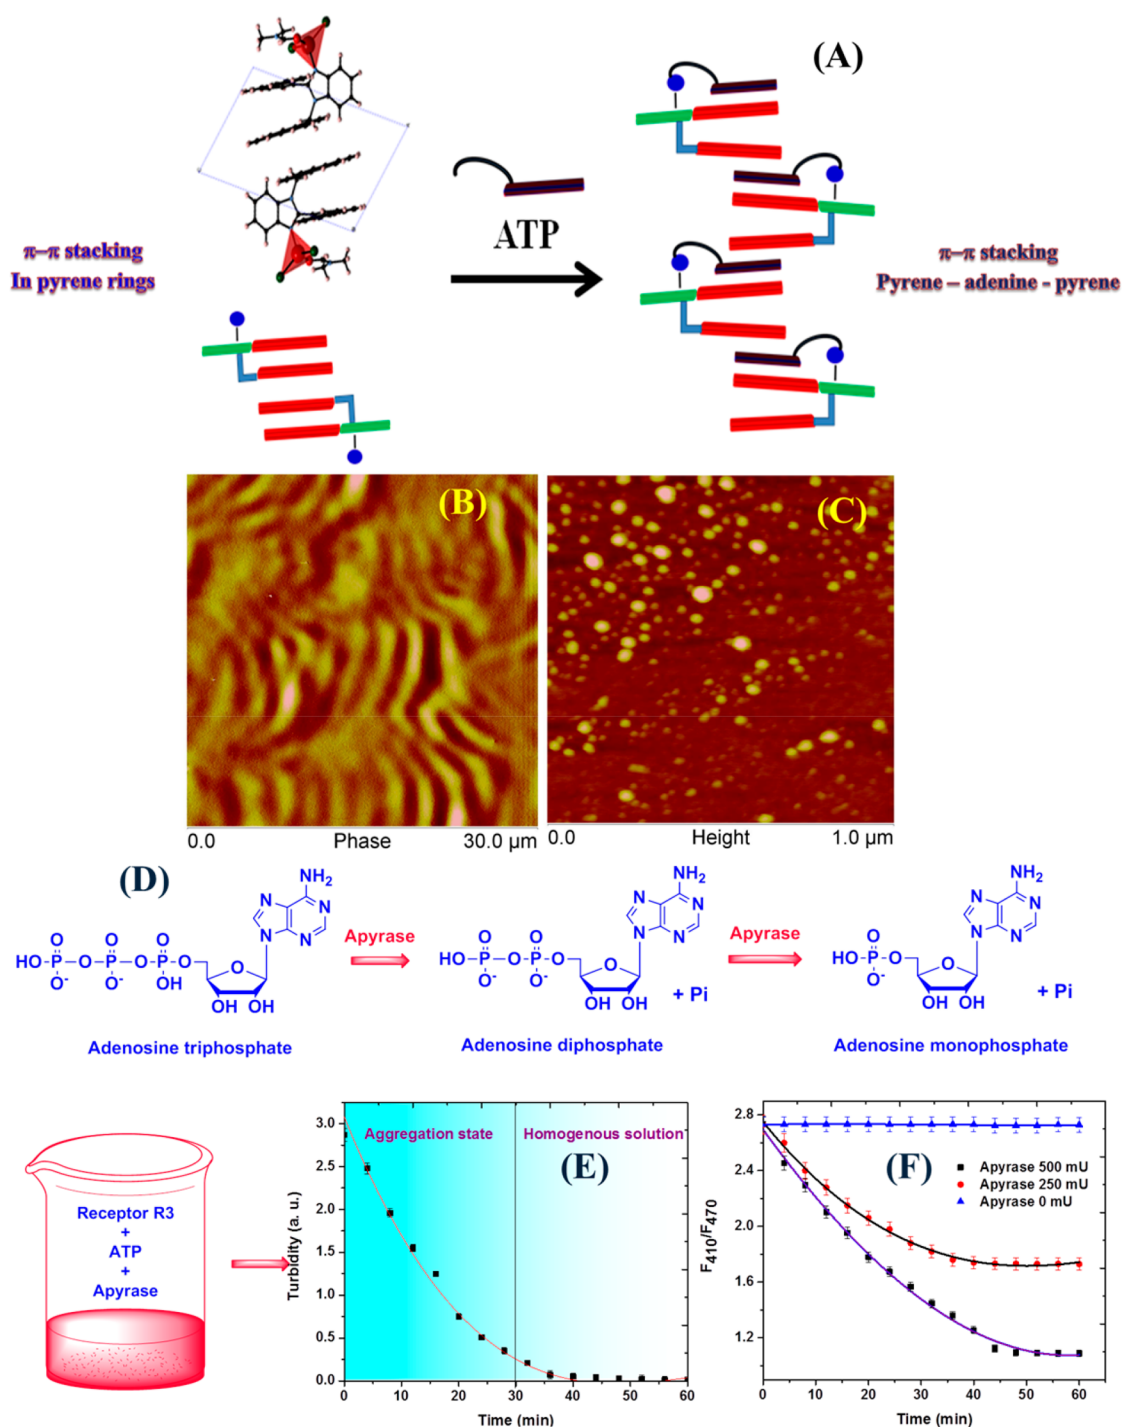 (A)
π–π stacking
In pyrene rings
ATP
π–π stacking
Pyrene – adenine - pyrene
(B)
(C)
0.0 Phase 30.0 µm
0.0 Height 1.0 µm
(D)
NH₂
N
N
N
N
O O O
HO-P-O-P-O-P-O
O⁻ O⁻ OH
O
OH OH
Adenosine triphosphate
Apyrase
NH₂
N
N
N
N
O O
HO-P-O-P-O
O⁻ O⁻
O
OH OH
+ Pi
Adenosine diphosphate
Apyrase
NH₂
N
N
N
N
O
HO-P-O
O⁻
O
OH OH
+ Pi
Adenosine monophosphate
Receptor R3
+
ATP
+
Apyrase
Turbidity (a. u.)
3.0
2.5
2.0
1.5
1.0
0.5
0.0
Aggregation state
Homogenous solution
(E)
0 10 20 30 40 50 60
Time (min)
F₄₁₀/F₄₇₀
2.8
2.4
2.0
1.6
1.2
(F)
Apyrase 500 mU
Apyrase 250 mU
Apyrase 0 mU
0 10 20 30 40 50 60
Time (min)